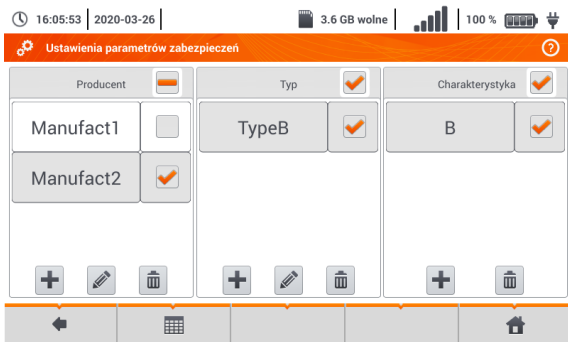 16:05:53 2020-03-26 3.6 GB wolne 100 %
Ustawienia parametrów zabezpieczeń ?
Producent Typ Charakterystyka
Manufact1 TypeB B
Manufact2